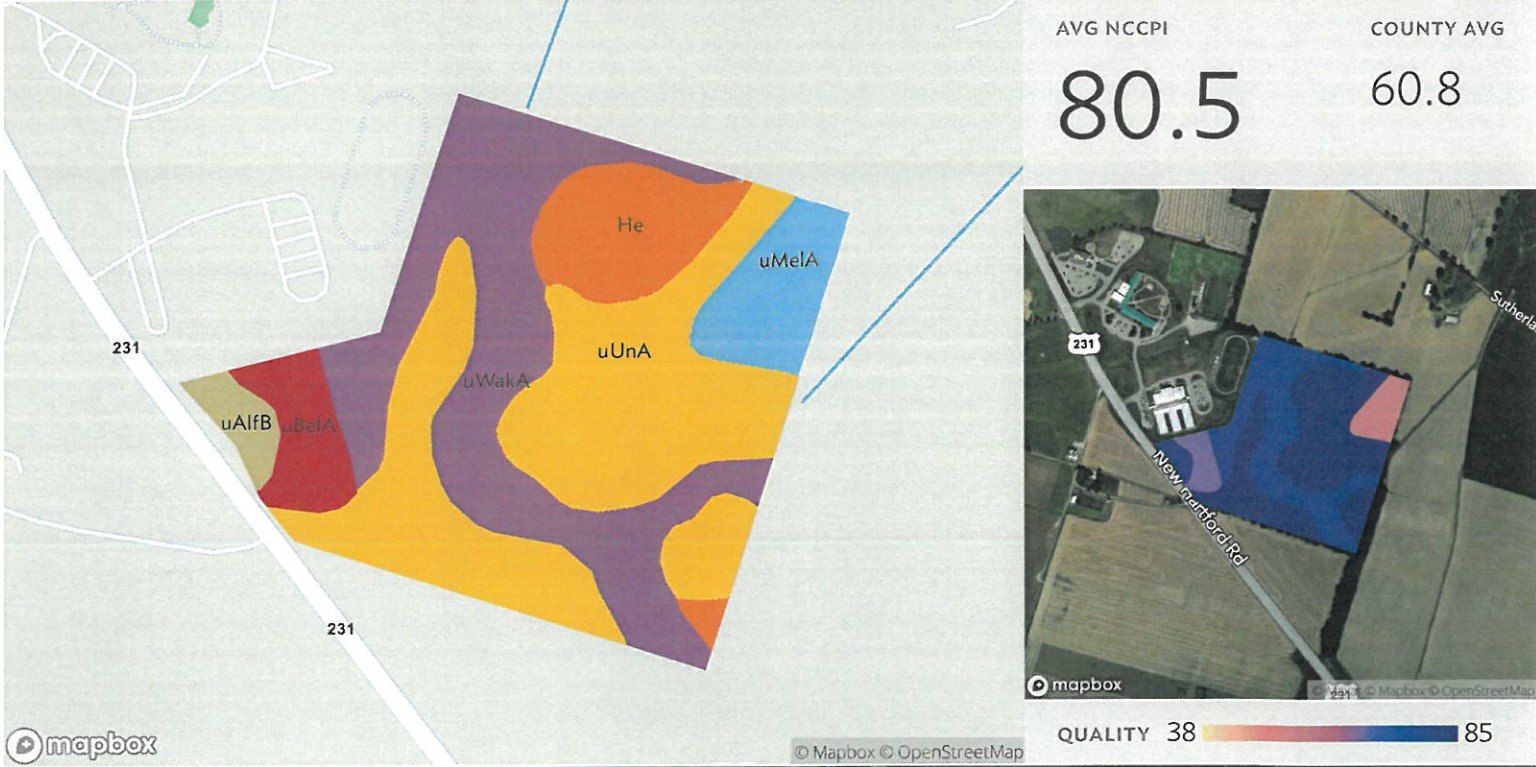 He
uMelA
uUnA
uWakA
uAlfB
uBelA
231
231
mapbox
© Mapbox © OpenStreetMap
AVG NCCPI
80.5
COUNTY AVG
60.8
231
New Hartford Rd
mapbox
© Mapbox © OpenStreetMap
231
QUALITY 38
85